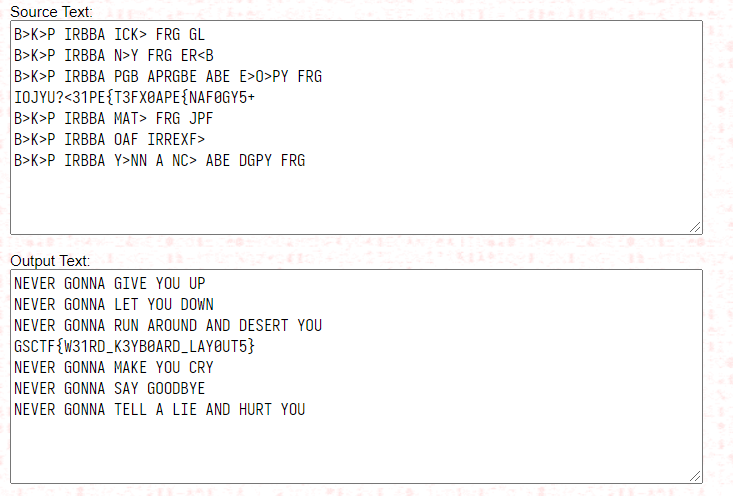 Source Text:
B>K>P IRBBA ICK> FRG GL
B>K>P IRBBA N>Y FRG ER<B
B>K>P IRBBA PGB APRGBE ABE E>O>PY FRG
IOJYU?<31PE{T3FX0APE{NAF0GY5+
B>K>P IRBBA MAT> FRG JPF
B>K>P IRBBA OAF IRREXF>
B>K>P IRBBA Y>NN A NC> ABE DGPY FRG
Output Text:
NEVER GONNA GIVE YOU UP
NEVER GONNA LET YOU DOWN
NEVER GONNA RUN AROUND AND DESERT YOU
GSCTF{W31RD_K3YB0ARD_LAY0UT5}
NEVER GONNA MAKE YOU CRY
NEVER GONNA SAY GOODBYE
NEVER GONNA TELL A LIE AND HURT YOU